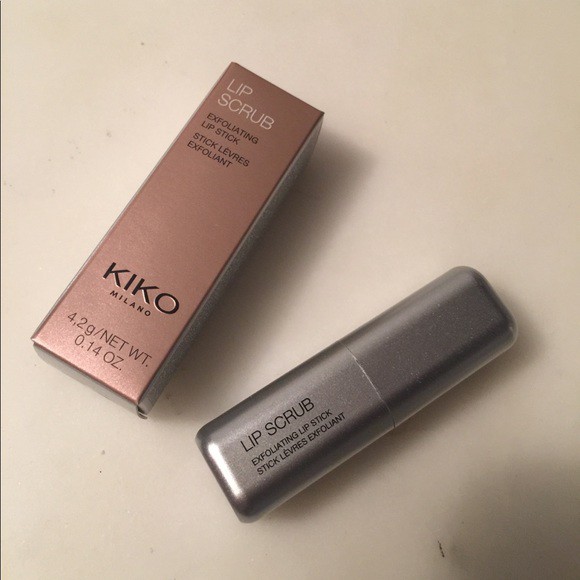 LIP
SCRUB
EXFOLIATING
LIP STICK
STICK LÈVRES
EXFOLIANT
KIKO
MILANO
4,2g/NET WT.
0.14 OZ.
LIP SCRUB
EXFOLIATING LIP STICK
STICK LÈVRES EXFOLIANT